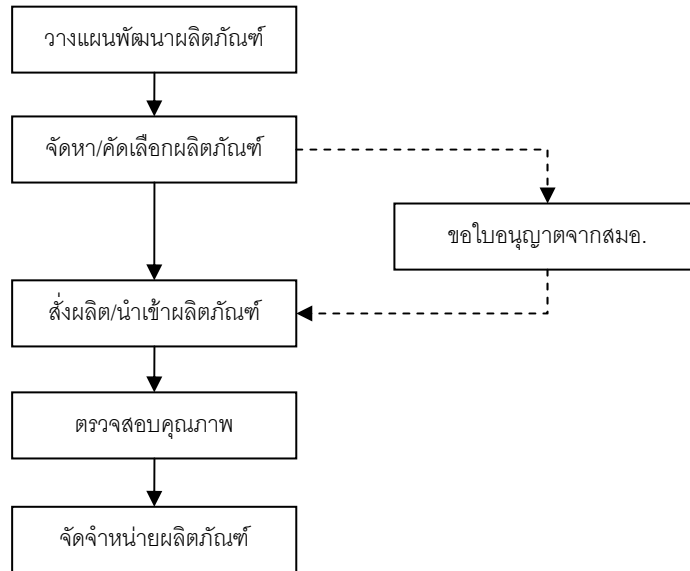 วางแผนพัฒนาผลิตภัณฑ์
จัดหา/คัดเลือกผลิตภัณฑ์
ขอใบอนุญาตจากสมอ.
สั่งผลิต/นำเข้าผลิตภัณฑ์
ตรวจสอบคุณภาพ
จัดจำหน่ายผลิตภัณฑ์